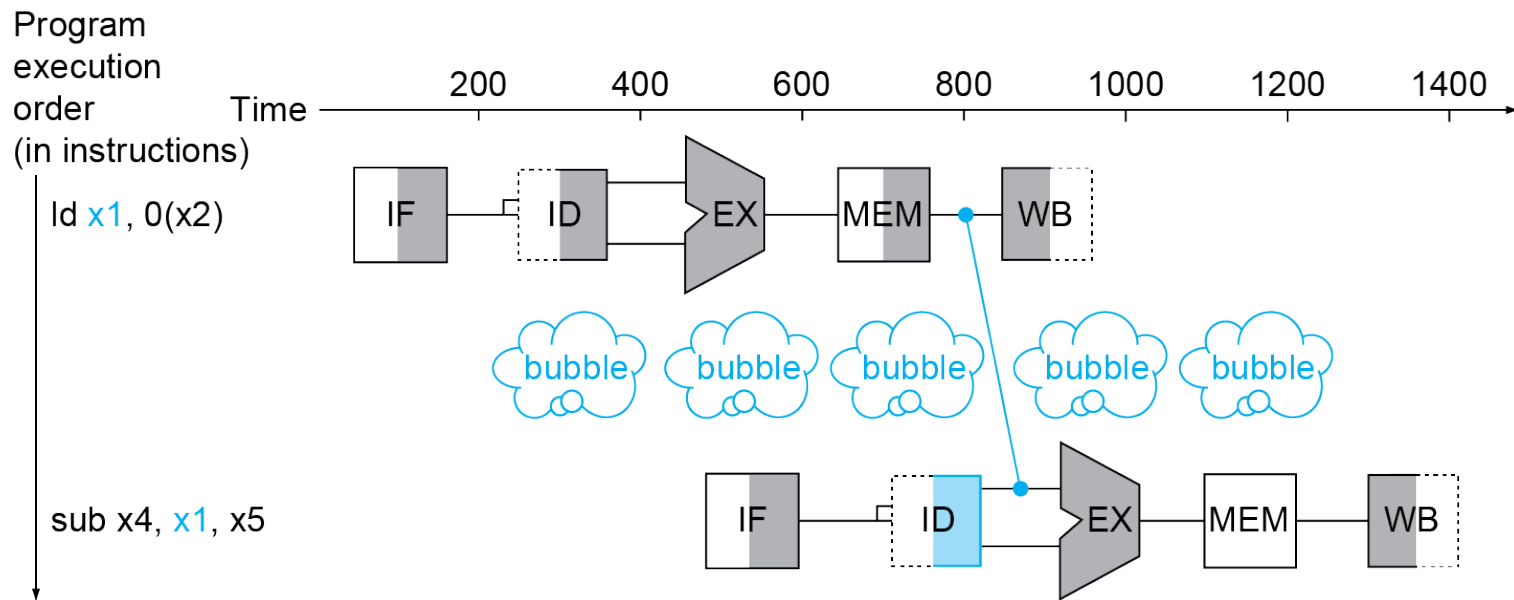 Program
execution
order
(in instructions)
Time
200 400 600 800 1000 1200 1400
ld x1, 0(x2)
IF ID EX MEM WB
bubble bubble bubble bubble bubble
sub x4, x1, x5
IF ID EX MEM WB